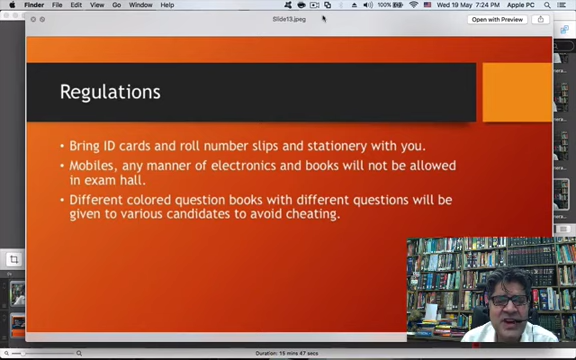 Finder File Edit View Go Window Help
100% Wed 19 May 7:24 PM Apple PC
Slide13.jpeg
Open with Preview
Regulations
• Bring ID cards and roll number slips and stationery with you.
• Mobiles, any manner of electronics and books will not be allowed
in exam hall.
• Different colored question books with different questions will be
given to various candidates to avoid cheating.
Duration: 15 mins 47 secs